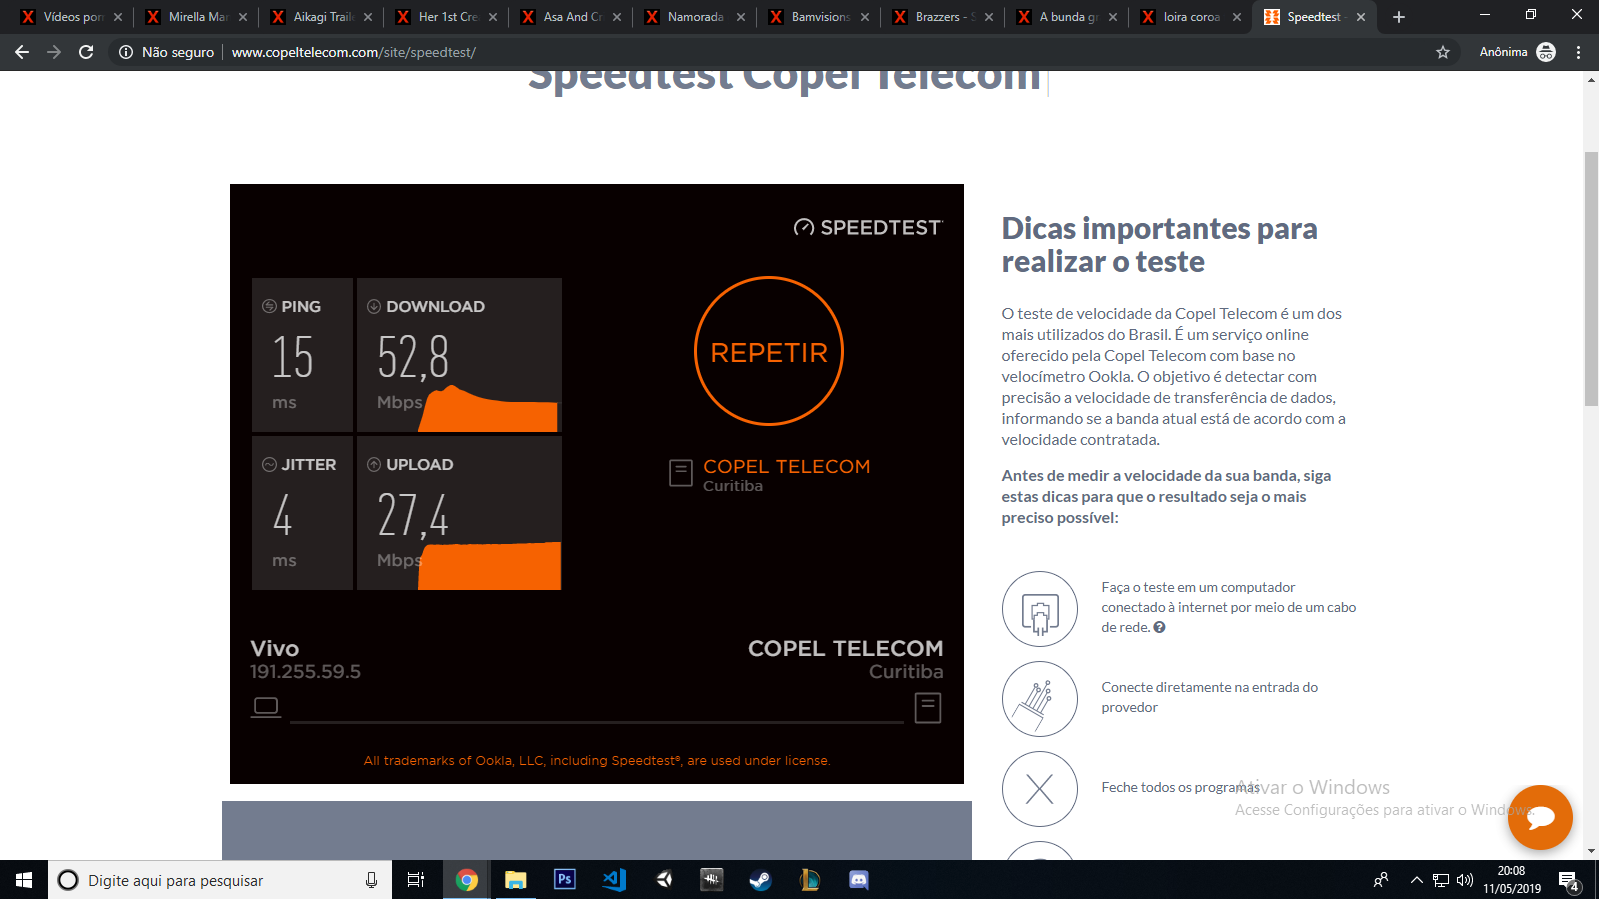 Vídeos porn
Mirella Man
Aikagi Traile
Her 1st Crea
Asa And Cr
Namorada
Bamvisions
Brazzers - S
A bunda gr
loira coroa
Speedtest -
Não seguro
www.copeltelecom.com/site/speedtest/
Anônima
Speedtest Copel Telecom
SPEEDTEST
PING
15
ms
DOWNLOAD
52,8
Mbps
JITTER
4
ms
UPLOAD
27,4
Mbps
REPETIR
COPEL TELECOM
Curitiba
Vivo
191.255.59.5
COPEL TELECOM
Curitiba
All trademarks of Ookla, LLC, including Speedtest®, are used under license.
Dicas importantes para
realizar o teste
O teste de velocidade da Copel Telecom é um dos
mais utilizados do Brasil. É um serviço online
oferecido pela Copel Telecom com base no
velocímetro Ookla. O objetivo é detectar com
precisão a velocidade de transferência de dados,
informando se a banda atual está de acordo com a
velocidade contratada.
Antes de medir a velocidade da sua banda, siga
estas dicas para que o resultado seja o mais
preciso possível:
Faça o teste em um computador
conectado à internet por meio de um cabo
de rede.
Conecte diretamente na entrada do
provedor
Feche todos os programas
Ativar o Windows
Acesse Configurações para ativar o Windows.
Digite aqui para pesquisar
Ps
20:08
11/05/2019
4